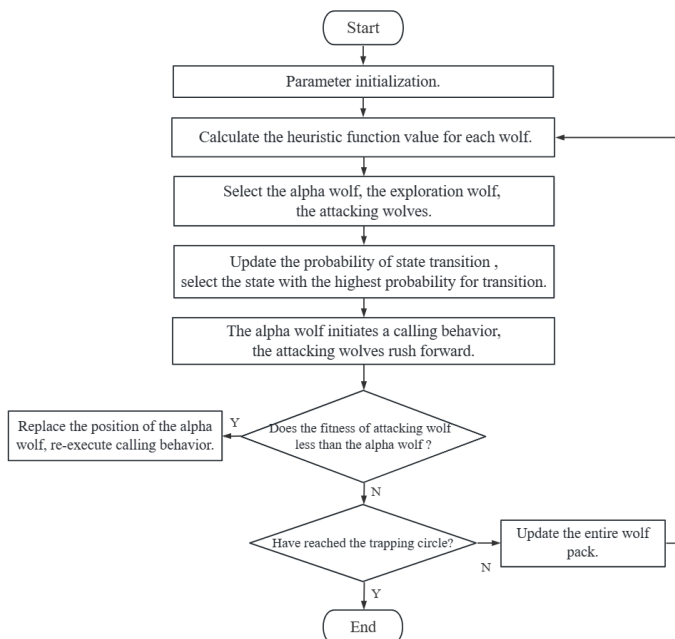 Start
Parameter initialization.
Calculate the heuristic function value for each wolf.
Select the alpha wolf, the exploration wolf,
the attacking wolves.
Update the probability of state transition ,
select the state with the highest probability for transition.
The alpha wolf initiates a calling behavior,
the attacking wolves rush forward.
Does the fitness of attacking wolf
less than the alpha wolf ?
Y
Replace the position of the alpha
wolf, re-execute calling behavior.
N
Have reached the trapping circle?
N
Update the entire wolf
pack.
Y
End